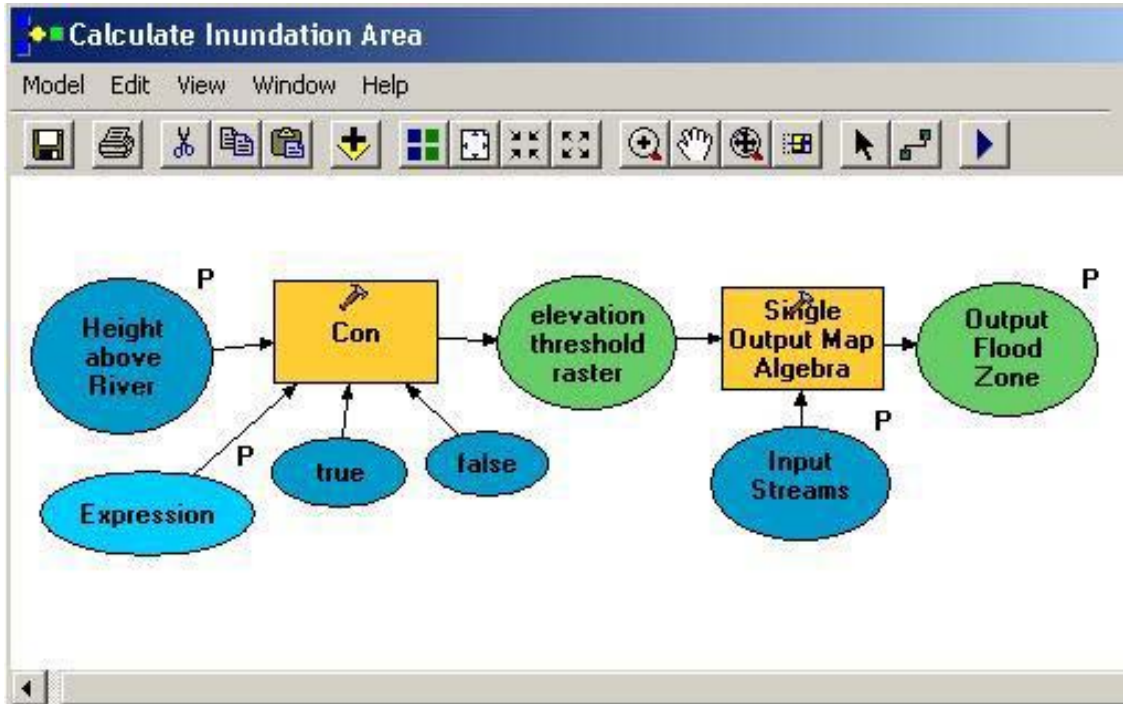 Calculate Inundation Area
Model Edit View Window Help
P
Height
above
River
Con
elevation
threshold
raster
Single
Output Map
Algebra
P
Output
Flood
Zone
P
Expression
true
false
P
Input
Streams